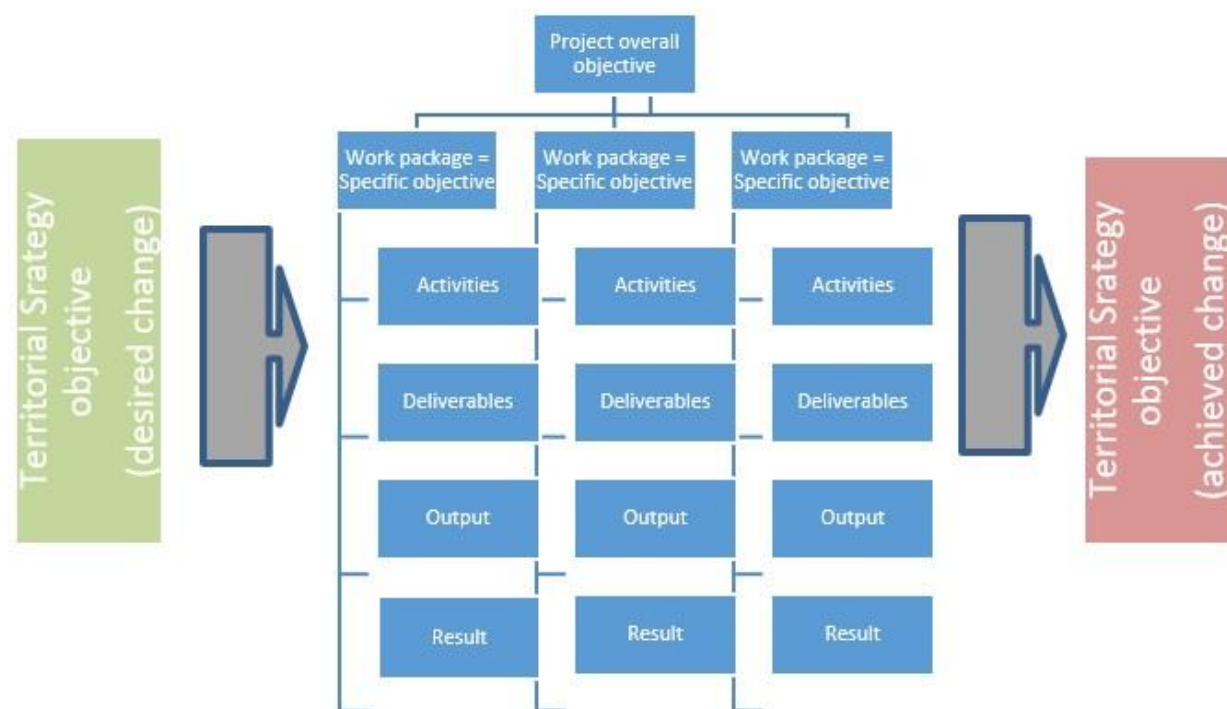 Project overall
objective
Work package =
Specific objective
Work package =
Specific objective
Work package =
Specific objective
Territorial Srategy
objective
(desired change)
Activities
Activities
Activities
Deliverables
Deliverables
Deliverables
Output
Output
Output
Result
Result
Result
Territorial Srategy
objective
(achieved change)